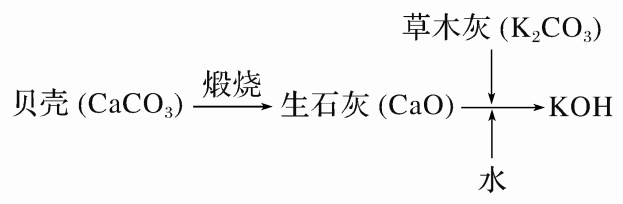 草木灰 (K₂CO₃)
贝壳 (CaCO₃) 煅烧 生石灰 (CaO) KOH
水